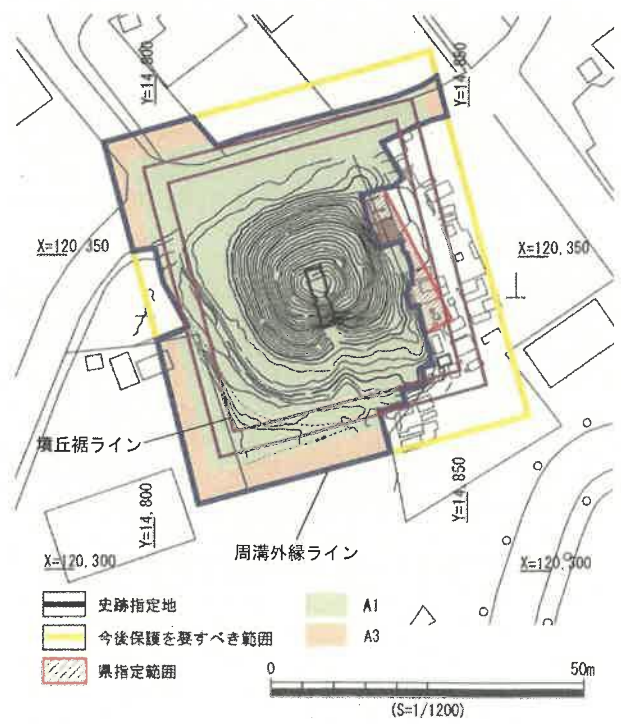 Y=14,800
Y=14,850
X=120,350
X=120,350
墳丘裾ライン
Y=14,800
Y=14,850
周溝外縁ライン
X=120,300
X=120,300
史跡指定地
A1
今後保護を要すべき範囲
A3
県指定範囲
0
50m
(S=1/1200)